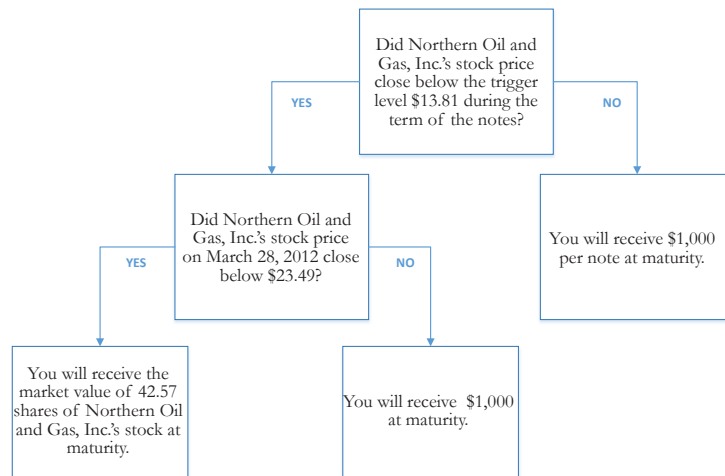 Did Northern Oil and
Gas, Inc.'s stock price
close below the trigger
level $13.81 during the
term of the notes?
YES
NO
Did Northern Oil and
Gas, Inc.'s stock price
on March 28, 2012 close
below $23.49?
You will receive $1,000
per note at maturity.
YES
NO
You will receive the
market value of 42.57
shares of Northern Oil
and Gas, Inc.'s stock at
maturity.
You will receive $1,000
at maturity.